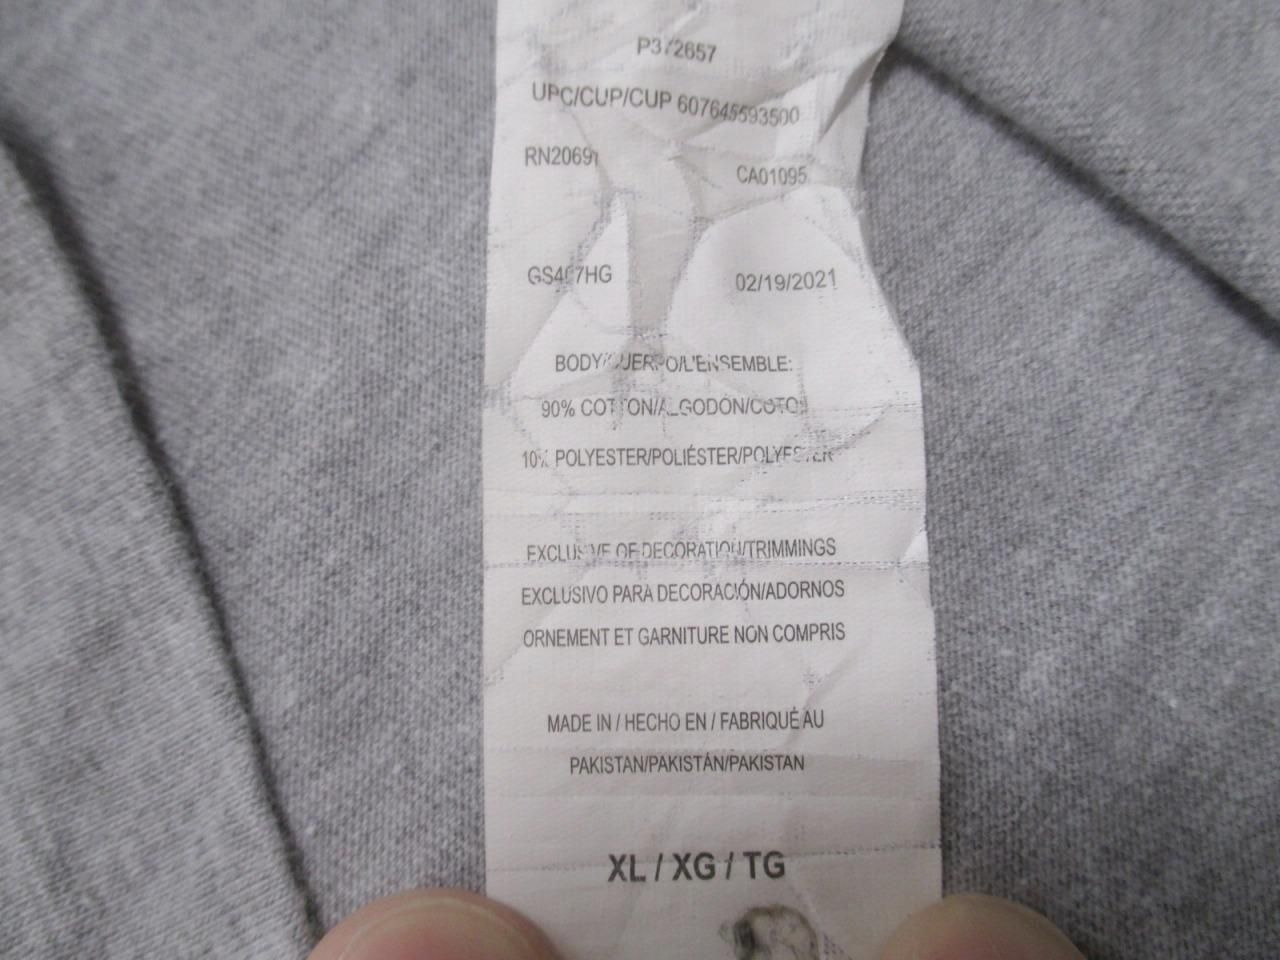 P372657
UPC/CUP/CUP 607645593500
RN20691
CA01095
GS407HG
02/19/2021
BODY/CUERPO/L'ENSEMBLE:
90% COTTON/ALGODÓN/COTON
10% POLYESTER/POLIÉSTER/POLYESTER
EXCLUSIVE OF DECORATION/TRIMMINGS
EXCLUSIVO PARA DECORACIÓN/ADORNOS
ORNEMENT ET GARNITURE NON COMPRIS
MADE IN / HECHO EN / FABRIQUÉ AU
PAKISTAN/PAKISTÁN/PAKISTAN
XL / XG / TG